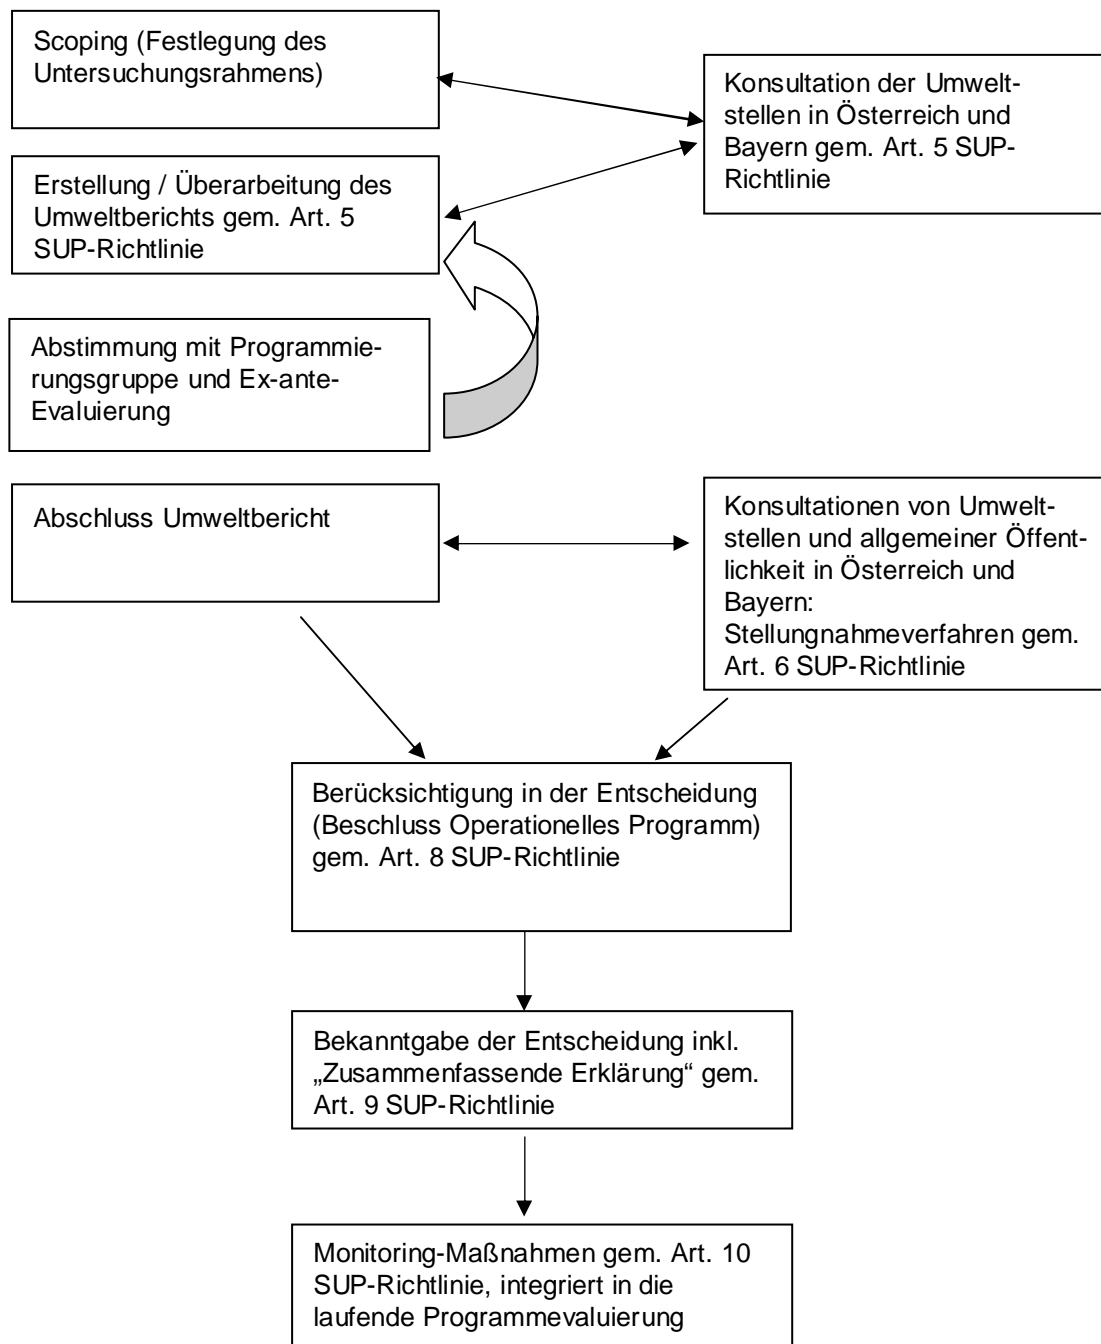 Scoping (Festlegung des
Untersuchungsrahmens)
Konsultation der Umwelt-
stellen in Österreich und
Bayern gem. Art. 5 SUP-
Richtlinie
Erstellung / Überarbeitung des
Umweltberichts gem. Art. 5
SUP-Richtlinie
Abstimmung mit Programmie-
rungsgruppe und Ex-ante-
Evaluierung
Abschluss Umweltbericht
Konsultationen von Umwelt-
stellen und allgemeiner Öffent-
lichkeit in Österreich und
Bayern:
Stellungnahmeverfahren gem.
Art. 6 SUP-Richtlinie
Berücksichtigung in der Entscheidung
(Beschluss Operationelles Programm)
gem. Art. 8 SUP-Richtlinie
Bekanntgabe der Entscheidung inkl.
„Zusammenfassende Erklärung“ gem.
Art. 9 SUP-Richtlinie
Monitoring-Maßnahmen gem. Art. 10
SUP-Richtlinie, integriert in die
laufende Programmevaluierung